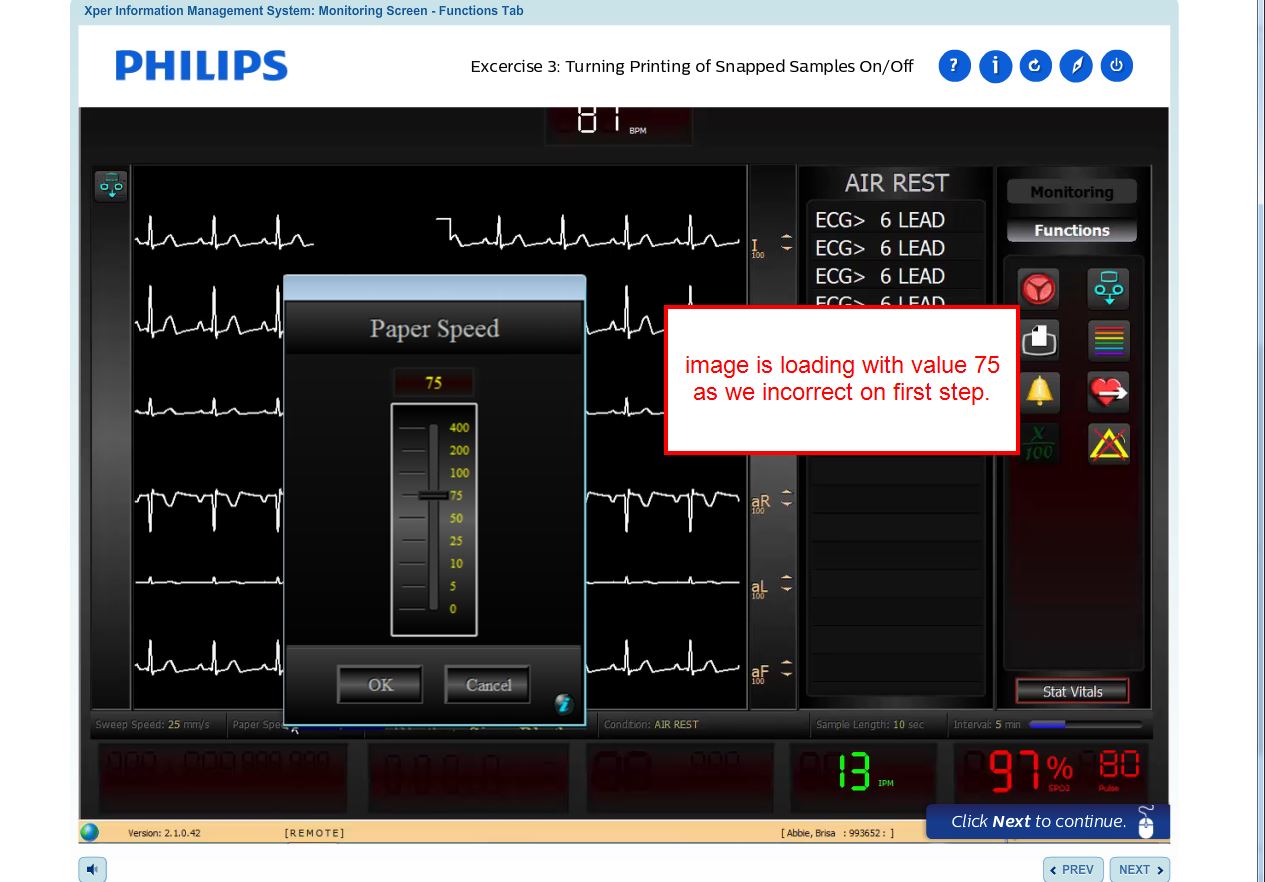 Xper Information Management System: Monitoring Screen - Functions Tab
PHILIPS
Excercise 3: Turning Printing of Snapped Samples On/Off
?
i
81 BPM
AIR REST
ECG> 6 LEAD
ECG> 6 LEAD
ECG> 6 LEAD
ECG> 6 LEAD
Monitoring
Functions
I
100
Paper Speed
75
400
200
100
75
50
25
10
5
0
OK
Cancel
i
image is loading with value 75
as we incorrect on first step.
X
/100
aR
100
aL
100
aF
100
Stat Vitals
Sweep Speed: 25 mm/s
Paper Spee
Condition: AIR REST
Sample Length: 10 sec
Interval: 5 min
13 IPM
97 % SPO2
80 Pulse
Version: 2.1.0.42
[REMOTE]
[ Abbie, Brisa : 993652 : ]
Click Next to continue.
PREV
NEXT